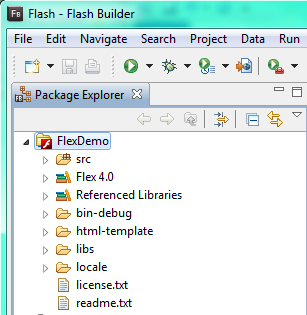 Fb Flash - Flash Builder
File Edit Navigate Search Project Data Run
Package Explorer
FlexDemo
src
Flex 4.0
Referenced Libraries
bin-debug
html-template
libs
locale
license.txt
readme.txt